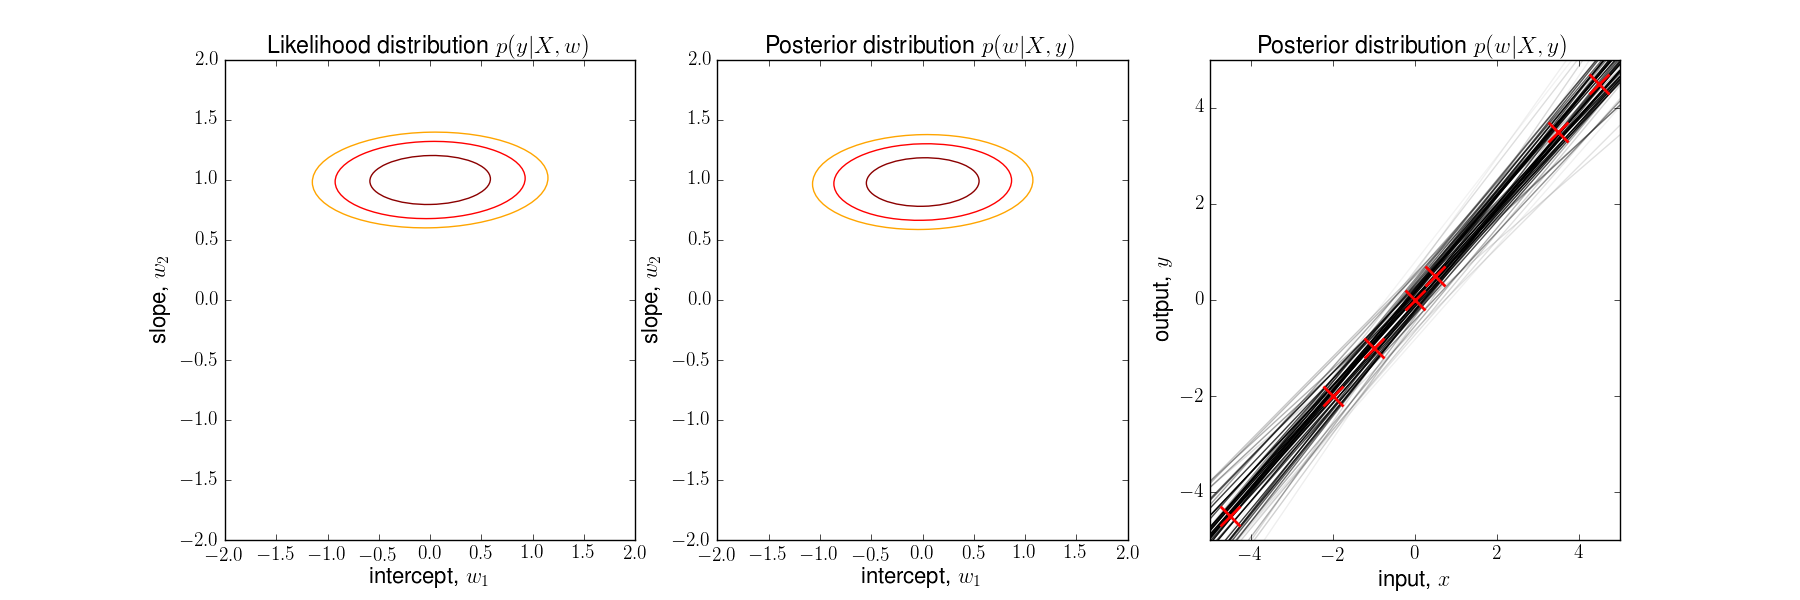 Likelihood distribution p(y|X, w)
2.0
1.5
1.0
0.5
0.0
−0.5
−1.0
−1.5
−2.0
slope, w₂
−2.0 −1.5 −1.0 −0.5 0.0 0.5 1.0 1.5 2.0
intercept, w₁
Posterior distribution p(w|X, y)
2.0
1.5
1.0
0.5
0.0
−0.5
−1.0
−1.5
−2.0
slope, w₂
−2.0 −1.5 −1.0 −0.5 0.0 0.5 1.0 1.5 2.0
intercept, w₁
Posterior distribution p(w|X, y)
4
2
0
−2
−4
output, y
−4 −2 0 2 4
input, x